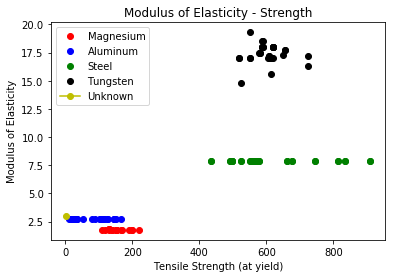 Modulus of Elasticity - Strength
20.0
17.5
15.0
12.5
10.0
7.5
5.0
2.5
Modulus of Elasticity
Magnesium
Aluminum
Steel
Tungsten
Unknown
0
200
400
600
800
Tensile Strength (at yield)